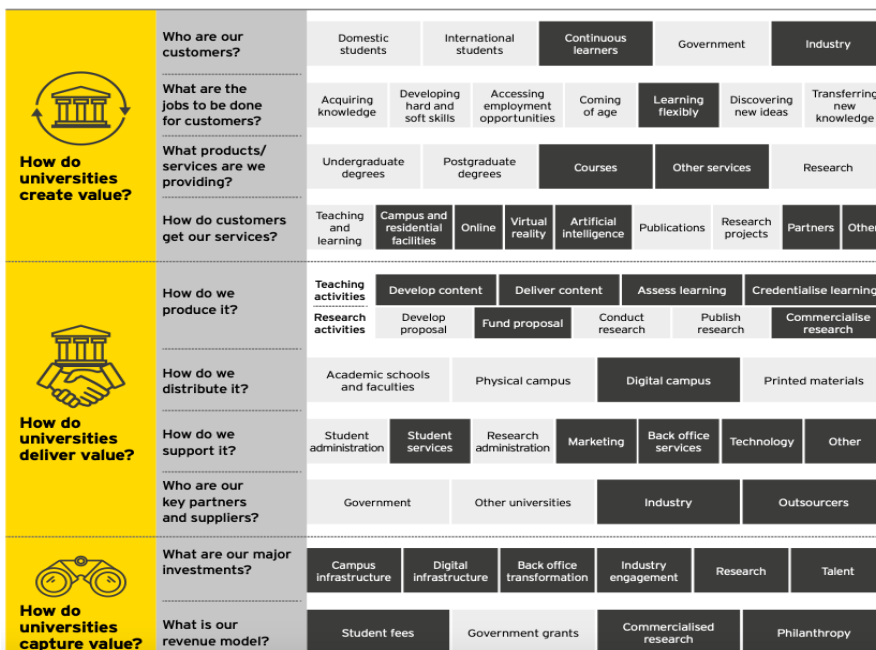 Who are our
customers?
Domestic
students
International
students
Continuous
learners
Government
Industry
How do
universities
create value?
What are the
jobs to be done
for customers?
Acquiring
knowledge
Developing
hard and
soft skills
Accessing
employment
opportunities
Coming
of age
Learning
flexibly
Discovering
new ideas
Transferring
new
knowledge
What products/
services are we
providing?
Undergraduate
degrees
Postgraduate
degrees
Courses
Other services
Research
How do customers
get our services?
Teaching
and
learning
Campus and
residential
facilities
Online
Virtual
reality
Artificial
intelligence
Publications
Research
projects
Partners
Other
How do
universities
deliver value?
How do we
produce it?
Teaching
activities
Develop content
Deliver content
Assess learning
Credentialise learning
Research
activities
Develop
proposal
Fund proposal
Conduct
research
Publish
research
Commercialise
research
How do we
distribute it?
Academic schools
and faculties
Physical campus
Digital campus
Printed materials
How do we
support it?
Student
administration
Student
services
Research
administration
Marketing
Back office
services
Technology
Other
Who are our
key partners
and suppliers?
Government
Other universities
Industry
Outsourcers
How do
universities
capture value?
What are our major
investments?
Campus
infrastructure
Digital
infrastructure
Back office
transformation
Industry
engagement
Research
Talent
What is our
revenue model?
Student fees
Government grants
Commercialised
research
Philanthropy